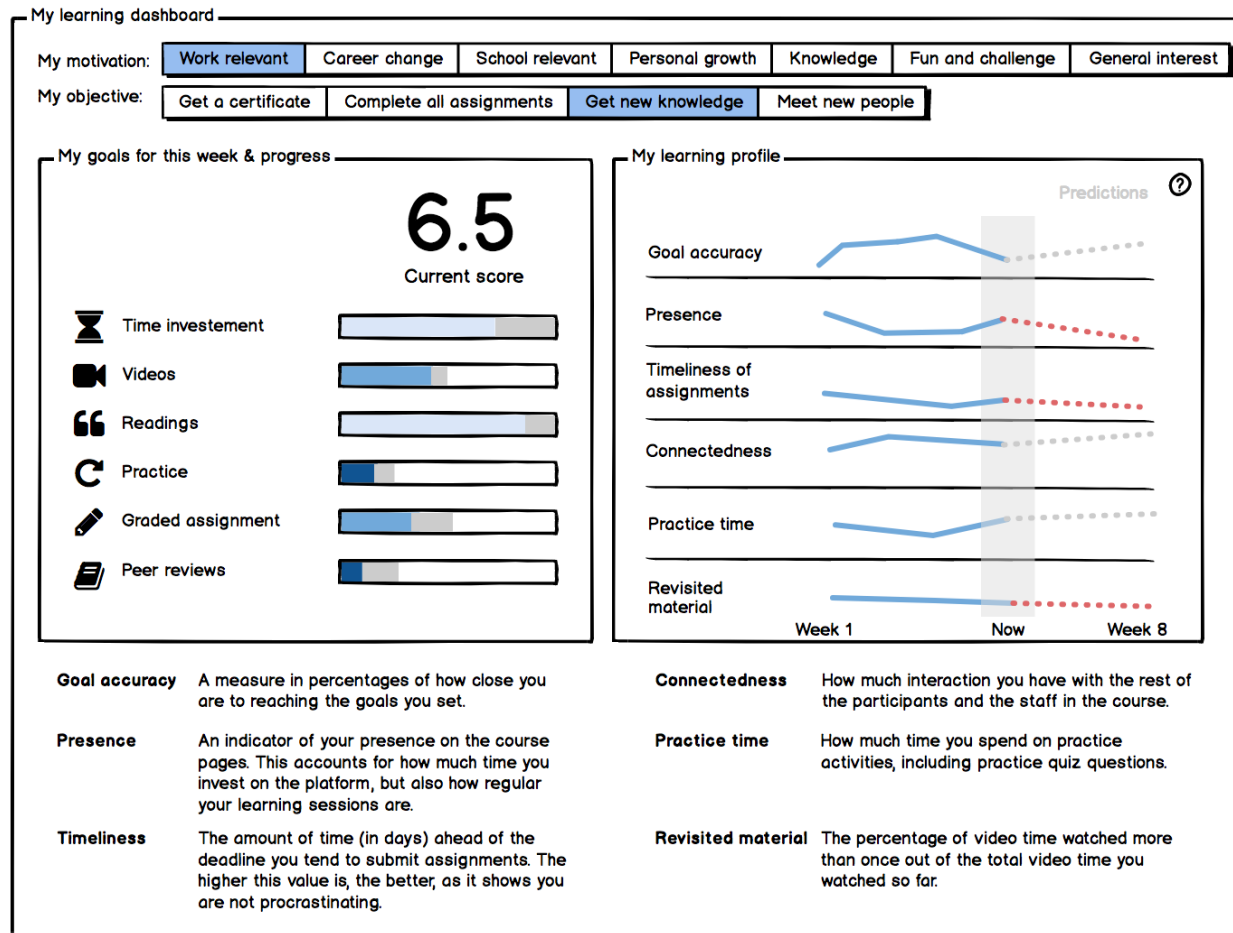 My learning dashboard
My motivation:
Work relevant
Career change
School relevant
Personal growth
Knowledge
Fun and challenge
General interest
My objective:
Get a certificate
Complete all assignments
Get new knowledge
Meet new people
My goals for this week & progress
6.5
Current score
Time investement
Videos
Readings
Practice
Graded assignment
Peer reviews
My learning profile
Predictions
?
Goal accuracy
Presence
Timeliness of
assignments
Connectedness
Practice time
Revisited
material
Week 1
Now
Week 8
Goal accuracy
A measure in percentages of how close you
are to reaching the goals you set.
Presence
An indicator of your presence on the course
pages. This accounts for how much time you
invest on the platform, but also how regular
your learning sessions are.
Timeliness
The amount of time (in days) ahead of the
deadline you tend to submit assignments. The
higher this value is, the better, as it shows you
are not procrastinating.
Connectedness
How much interaction you have with the rest of
the participants and the staff in the course.
Practice time
How much time you spend on practice
activities, including practice quiz questions.
Revisited material
The percentage of video time watched more
than once out of the total video time you
watched so far.